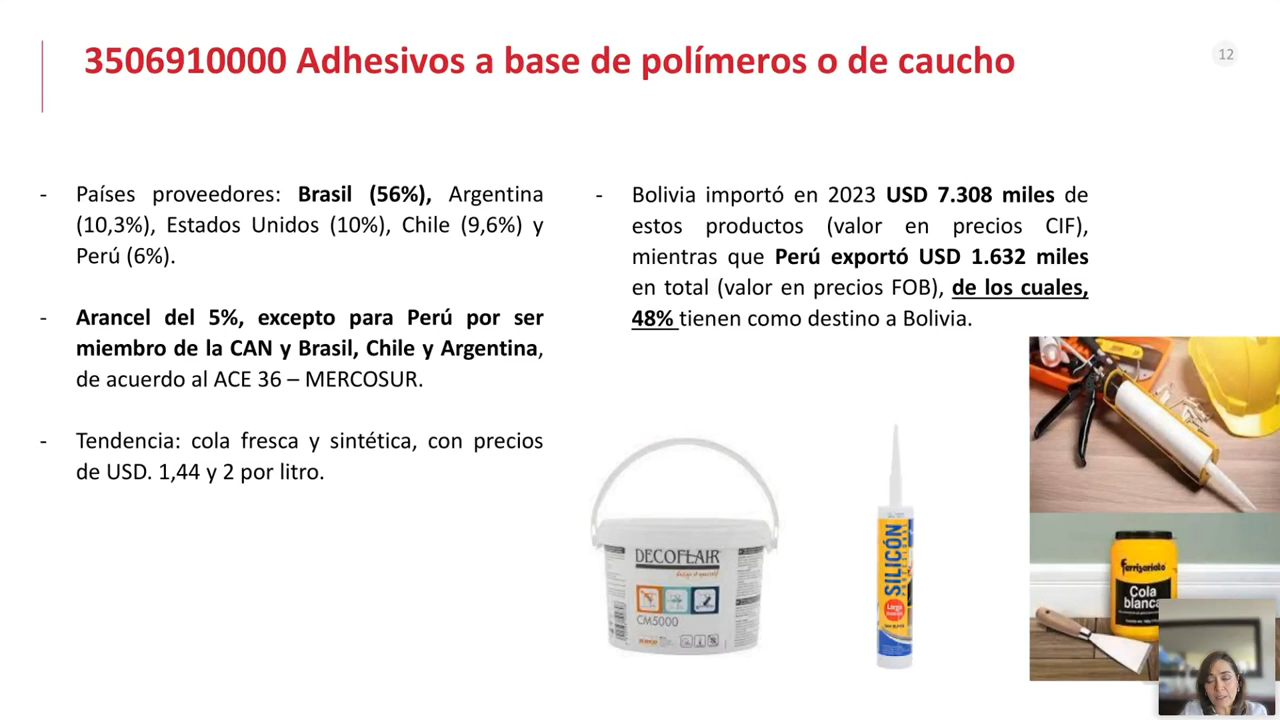 3506910000 Adhesivos a base de polímeros o de caucho
12
- Países proveedores: Brasil (56%), Argentina
(10,3%), Estados Unidos (10%), Chile (9,6%) y
Perú (6%).
- Arancel del 5%, excepto para Perú por ser
miembro de la CAN y Brasil, Chile y Argentina,
de acuerdo al ACE 36 – MERCOSUR.
- Tendencia: cola fresca y sintética, con precios
de USD. 1,44 y 2 por litro.
- Bolivia importó en 2023 USD 7.308 miles de
estos productos (valor en precios CIF),
mientras que Perú exportó USD 1.632 miles
en total (valor en precios FOB), de los cuales,
48% tienen como destino a Bolivia.
DECOFLAIR
CM5000
SILICÓN
PROFESIONAL
Larga
Ferrisariato
Cola
blanca